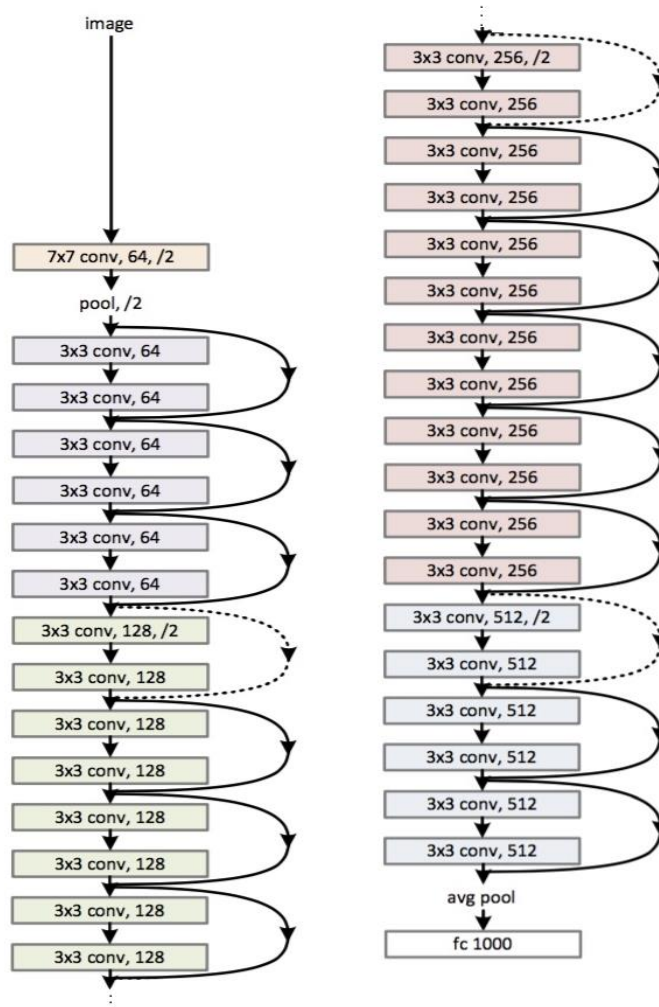 image
7x7 conv, 64, /2
pool, /2
3x3 conv, 64
3x3 conv, 64
3x3 conv, 64
3x3 conv, 64
3x3 conv, 64
3x3 conv, 64
3x3 conv, 128, /2
3x3 conv, 128
3x3 conv, 128
3x3 conv, 128
3x3 conv, 128
3x3 conv, 128
3x3 conv, 128
3x3 conv, 128
3x3 conv, 256, /2
3x3 conv, 256
3x3 conv, 256
3x3 conv, 256
3x3 conv, 256
3x3 conv, 256
3x3 conv, 256
3x3 conv, 256
3x3 conv, 256
3x3 conv, 256
3x3 conv, 256
3x3 conv, 256
3x3 conv, 512, /2
3x3 conv, 512
3x3 conv, 512
3x3 conv, 512
3x3 conv, 512
3x3 conv, 512
avg pool
fc 1000